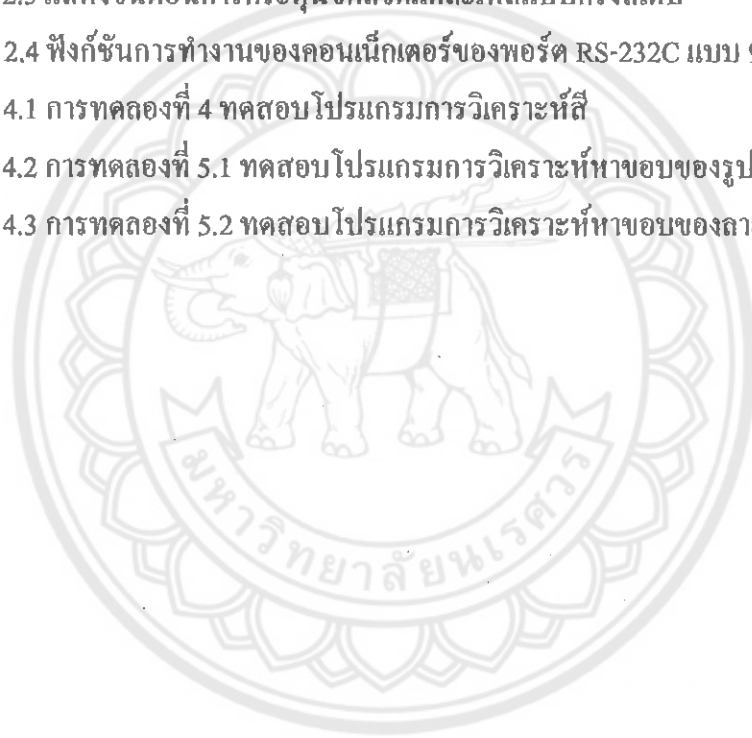 2.4 ฟังก์ชันการทำงานของคอนเน็กเตอร์ของพอร์ต RS-232C แบบ
4.1 การทดลองที่ 4 ทดสอบโปรแกรมการวิเคราะห์สี
4.2 การทดลองที่ 5.1 ทดสอบโปรแกรมการวิเคราะห์หาขอบของรูป
4.3 การทดลองที่ 5.2 ทดสอบโปรแกรมการวิเคราะห์หาขอบของลาย
มหาวิทยาลัยนเรศวร